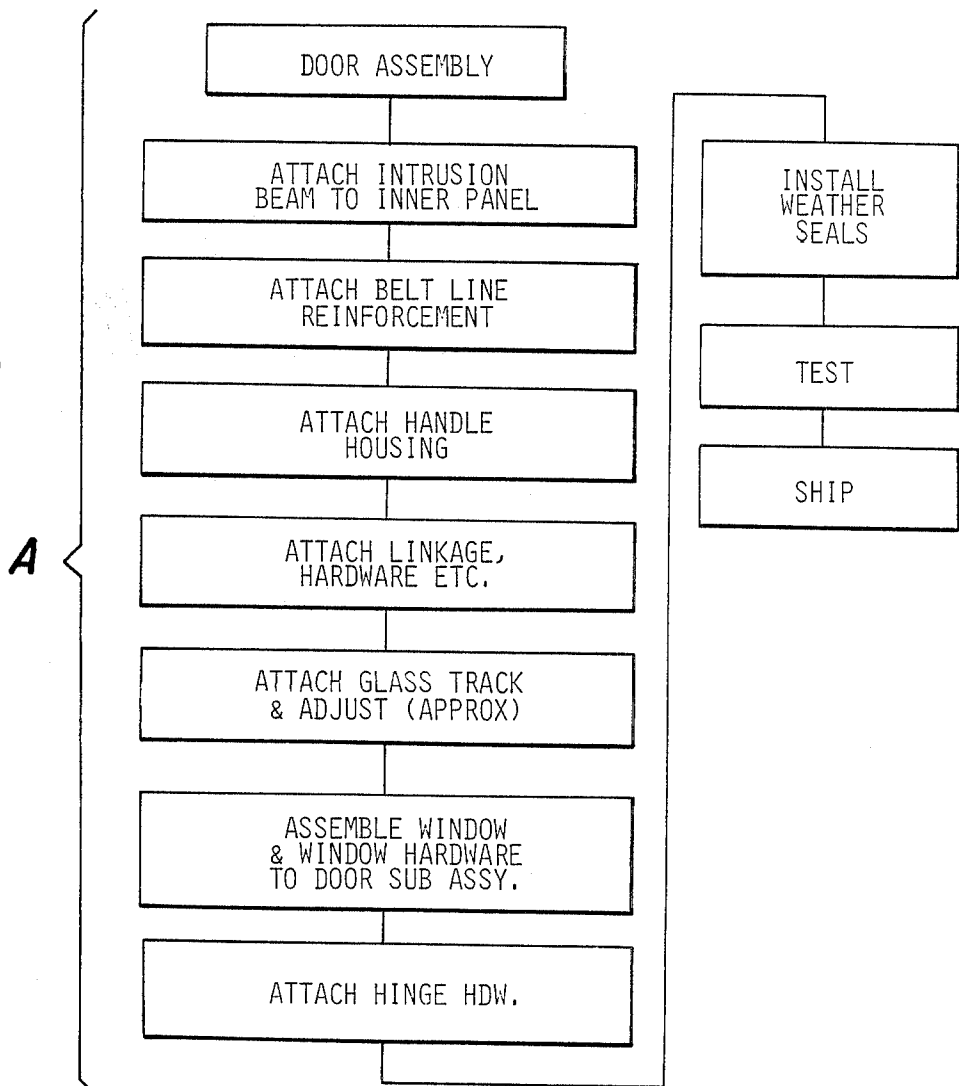 DOOR ASSEMBLY
ATTACH INTRUSION
BEAM TO INNER PANEL
ATTACH BELT LINE
REINFORCEMENT
ATTACH HANDLE
HOUSING
A
ATTACH LINKAGE,
HARDWARE ETC.
ATTACH GLASS TRACK
& ADJUST (APPROX)
ASSEMBLE WINDOW
& WINDOW HARDWARE
TO DOOR SUB ASSY.
ATTACH HINGE HDW.
INSTALL
WEATHER
SEALS
TEST
SHIP